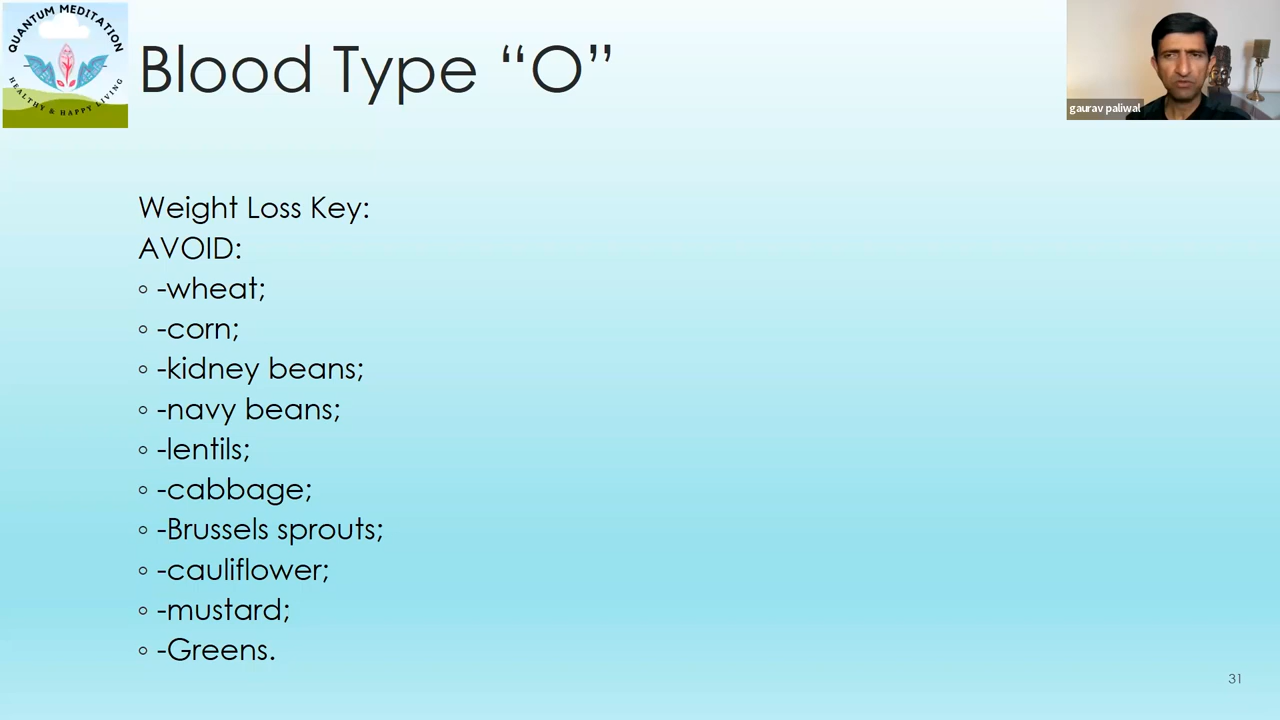 QUANTUM MEDITATION
HEALTHY & HAPPY LIVING
Blood Type “O”
gaurav paliwal
Weight Loss Key:
AVOID:
◦ -wheat;
◦ -corn;
◦ -kidney beans;
◦ -navy beans;
◦ -lentils;
◦ -cabbage;
◦ -Brussels sprouts;
◦ -cauliflower;
◦ -mustard;
◦ -Greens.
31